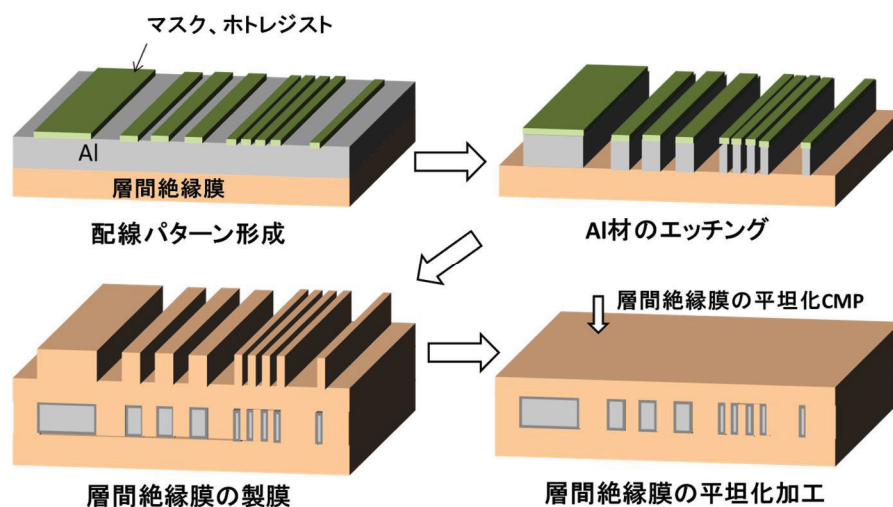 マスク、ホトレジスト
Al
層間絶縁膜
配線パターン形成
Al材のエッチング
層間絶縁膜の平坦化CMP
層間絶縁膜の製膜
層間絶縁膜の平坦化加工